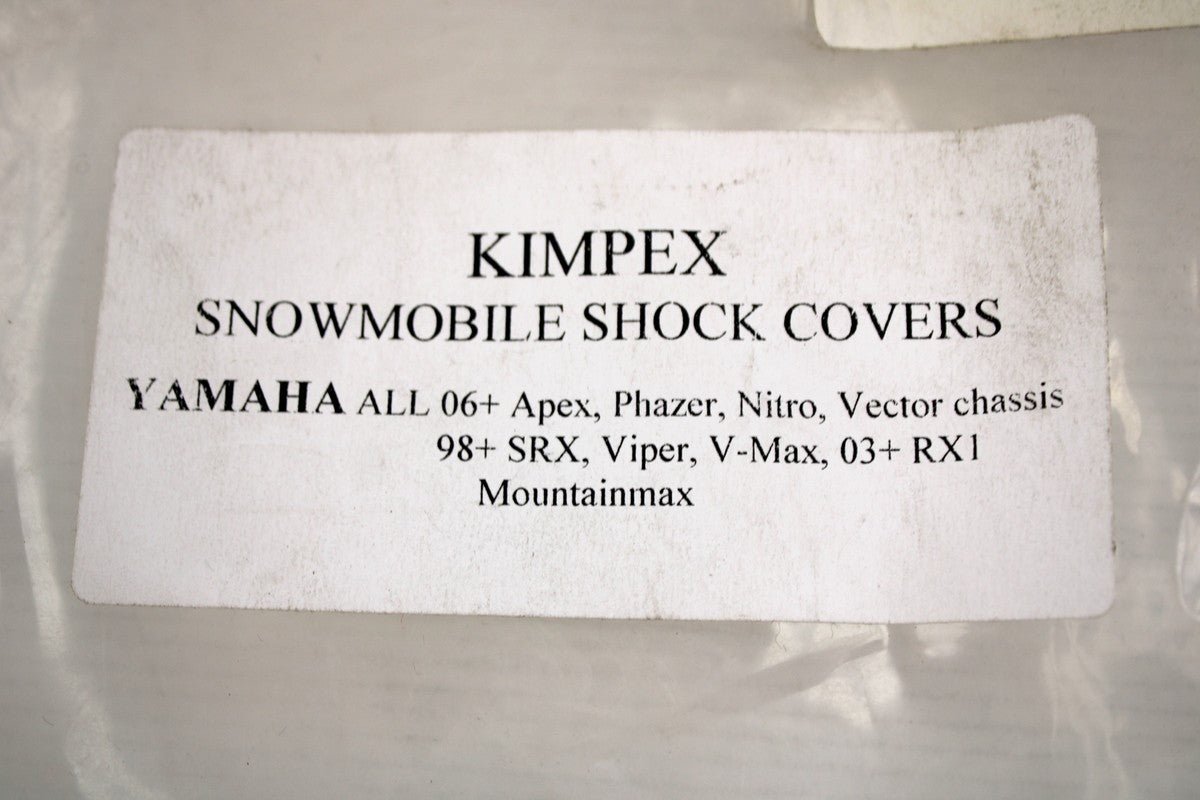 KIMPEX
SNOWMOBILE SHOCK COVERS
YAMAHA ALL 06+ Apex, Phazer, Nitro, Vector chassis
98+ SRX, Viper, V-Max, 03+ RX1
Mountainmax